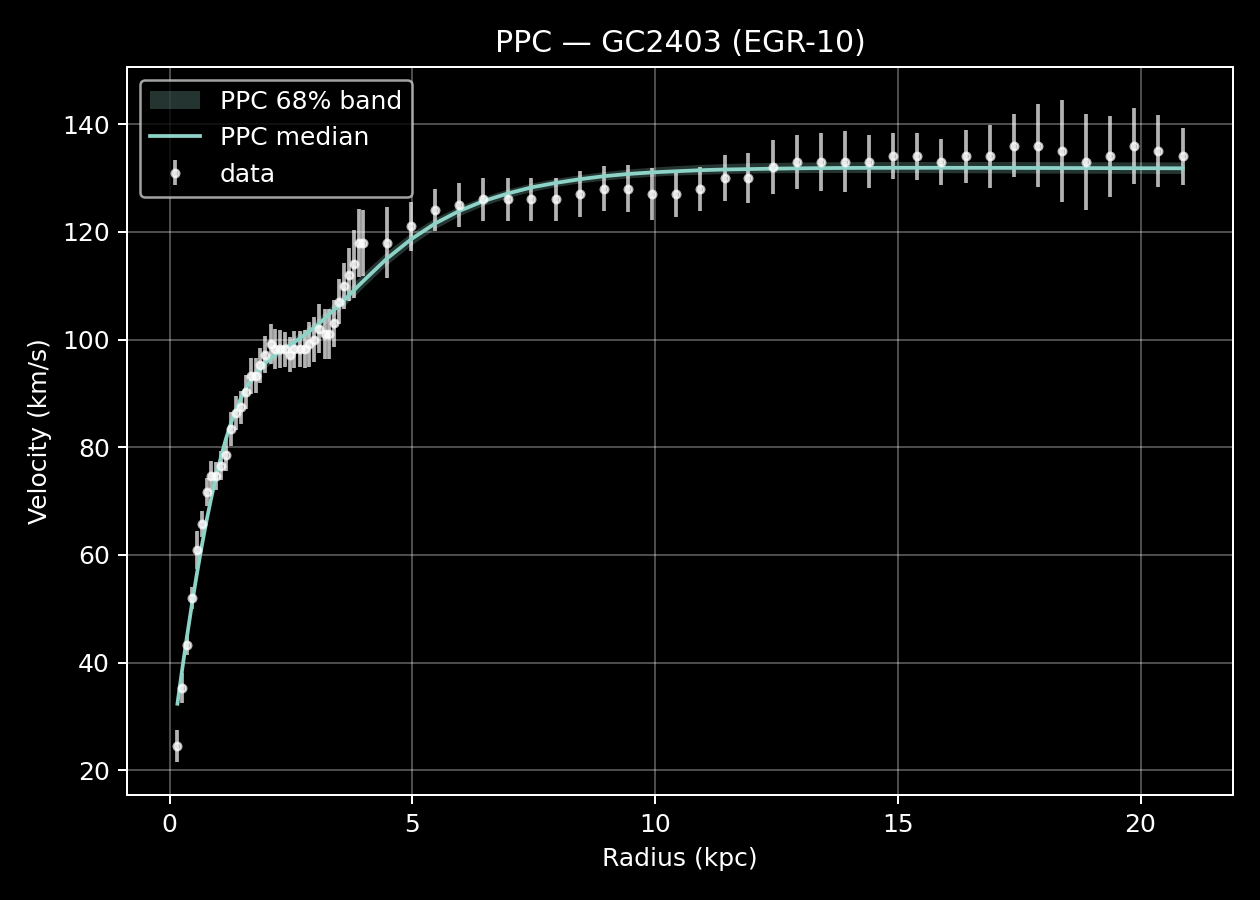 PPC — GC2403 (EGR-10)
PPC 68% band
PPC median
data
Velocity (km/s)
140
120
100
80
60
40
20
0 5 10 15 20
Radius (kpc)